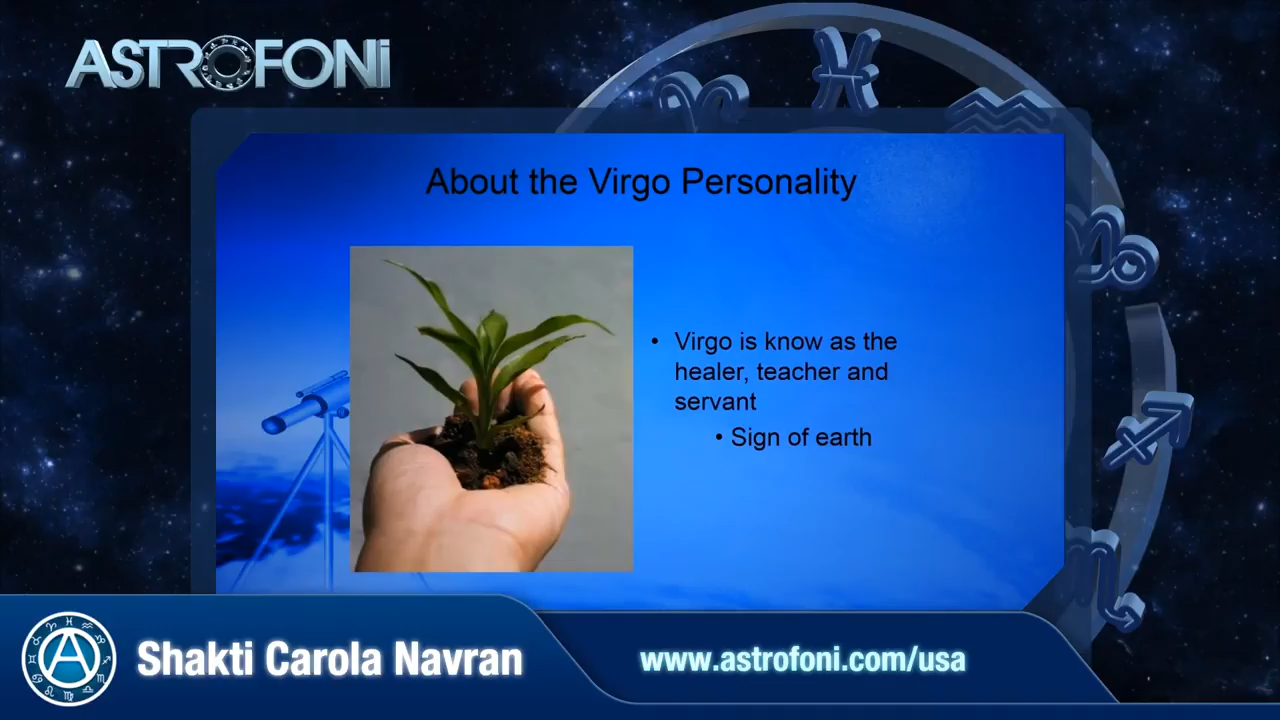 ASTROFONi
About the Virgo Personality
• Virgo is know as the
healer, teacher and
servant
• Sign of earth
Shakti Carola Navran
www.astrofoni.com/usa